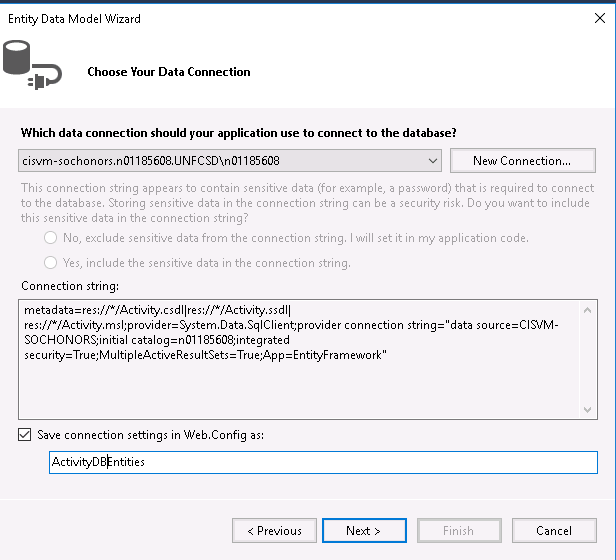 Entity Data Model Wizard
Choose Your Data Connection
Which data connection should your application use to connect to the database?
cisvm-sochonors.n01185608.UNFCSD\n01185608
New Connection...
This connection string appears to contain sensitive data (for example, a password) that is required to connect
to the database. Storing sensitive data in the connection string can be a security risk. Do you want to include
this sensitive data in the connection string?
No, exclude sensitive data from the connection string. I will set it in my application code.
Yes, include the sensitive data in the connection string.
Connection string:
metadata=res://*/Activity.csdl|res://*/Activity.ssdl|
res://*/Activity.msl;provider=System.Data.SqlClient;provider connection string="data source=CISVM-
SOCHONORS;initial catalog=n01185608;integrated
security=True;MultipleActiveResultSets=True;App=EntityFramework"
Save connection settings in Web.Config as:
ActivityDBEntities
< Previous
Next >
Finish
Cancel